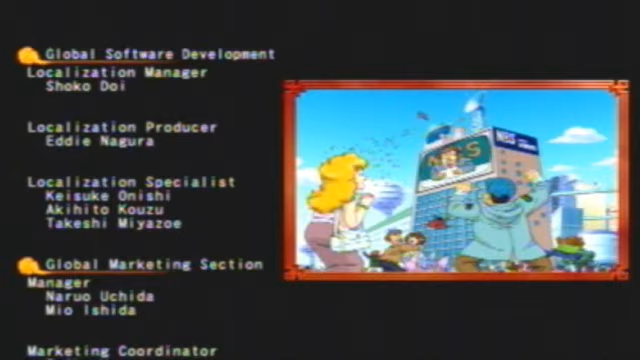 Global Software Development
Localization Manager
Shoko Doi
Localization Producer
Eddie Nagura
Localization Specialist
Keisuke Onishi
Akihito Kouzu
Takeshi Miyazoe
Global Marketing Section
Manager
Naruo Uchida
Mio Ishida
Marketing Coordinator
NBS